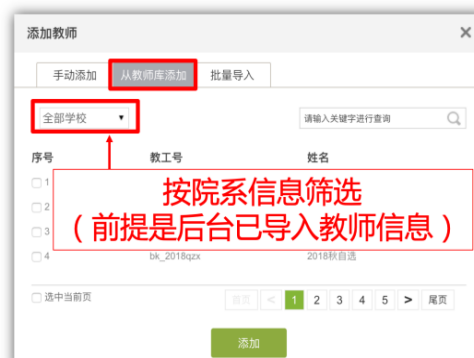 添加教师 ×
手动添加 从教师库添加 批量导入
全部学校 请输入关键字进行查询
序号 教工号 姓名
1
2
3
按院系信息筛选
（前提是后台已导入教师信息）
4 bk_2018qzx 2018秋自选
选中当前页 首页 < 1 2 3 4 5 > 尾页
添加